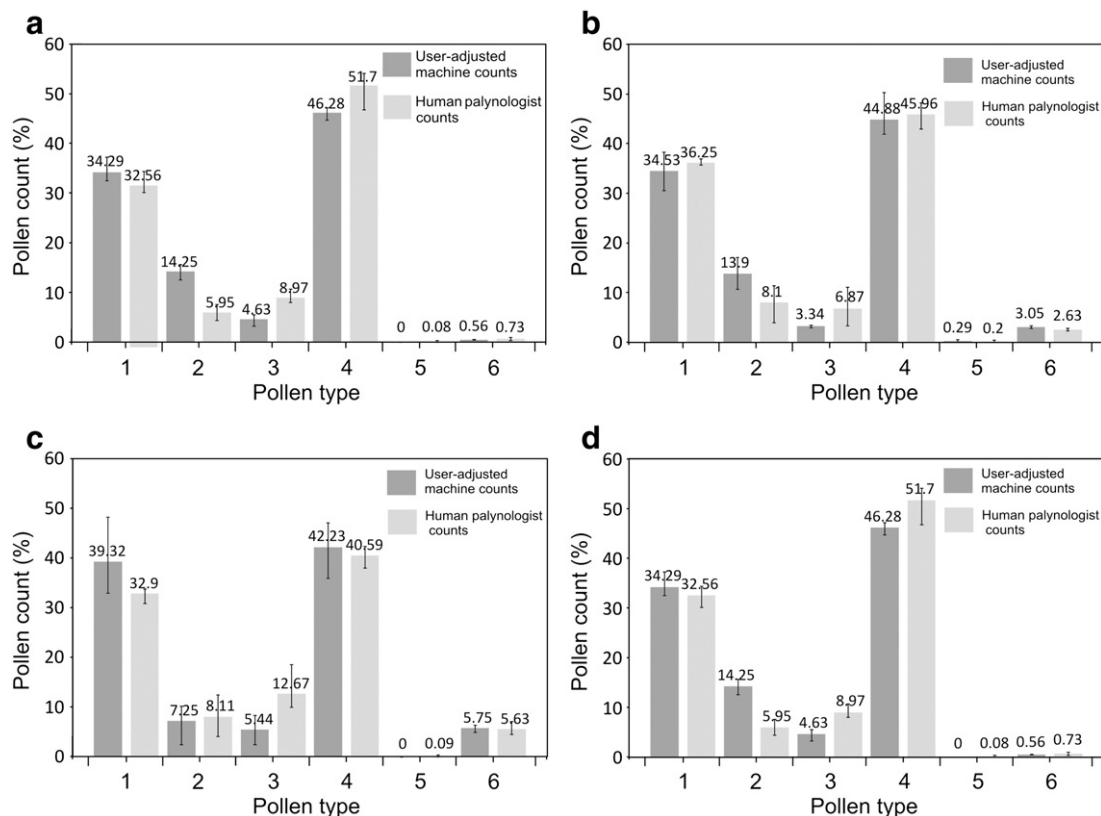 a
60
50
40
30
20
10
0
Pollen count (%)
User-adjusted
machine counts
Human palynologist
counts
34.29 32.56 14.25 5.95 4.63 8.97 46.28 51.7 0 0.08 0.56 0.73
1 2 3 4 5 6
Pollen type
b
60
50
40
30
20
10
0
Pollen count (%)
User-adjusted
machine counts
Human palynologist
counts
34.53 36.25 13.9 8.1 3.34 6.87 44.88 45.96 0.29 0.2 3.05 2.63
1 2 3 4 5 6
Pollen type
c
60
50
40
30
20
10
0
Pollen count (%)
User-adjusted
machine counts
Human palynologist
counts
39.32 32.9 7.25 8.11 5.44 12.67 42.23 40.59 0 0.09 5.75 5.63
1 2 3 4 5 6
Pollen type
d
60
50
40
30
20
10
0
Pollen count (%)
User-adjusted
machine counts
Human palynologist
counts
34.29 32.56 14.25 5.95 4.63 8.97 46.28 51.7 0 0.08 0.56 0.73
1 2 3 4 5 6
Pollen type